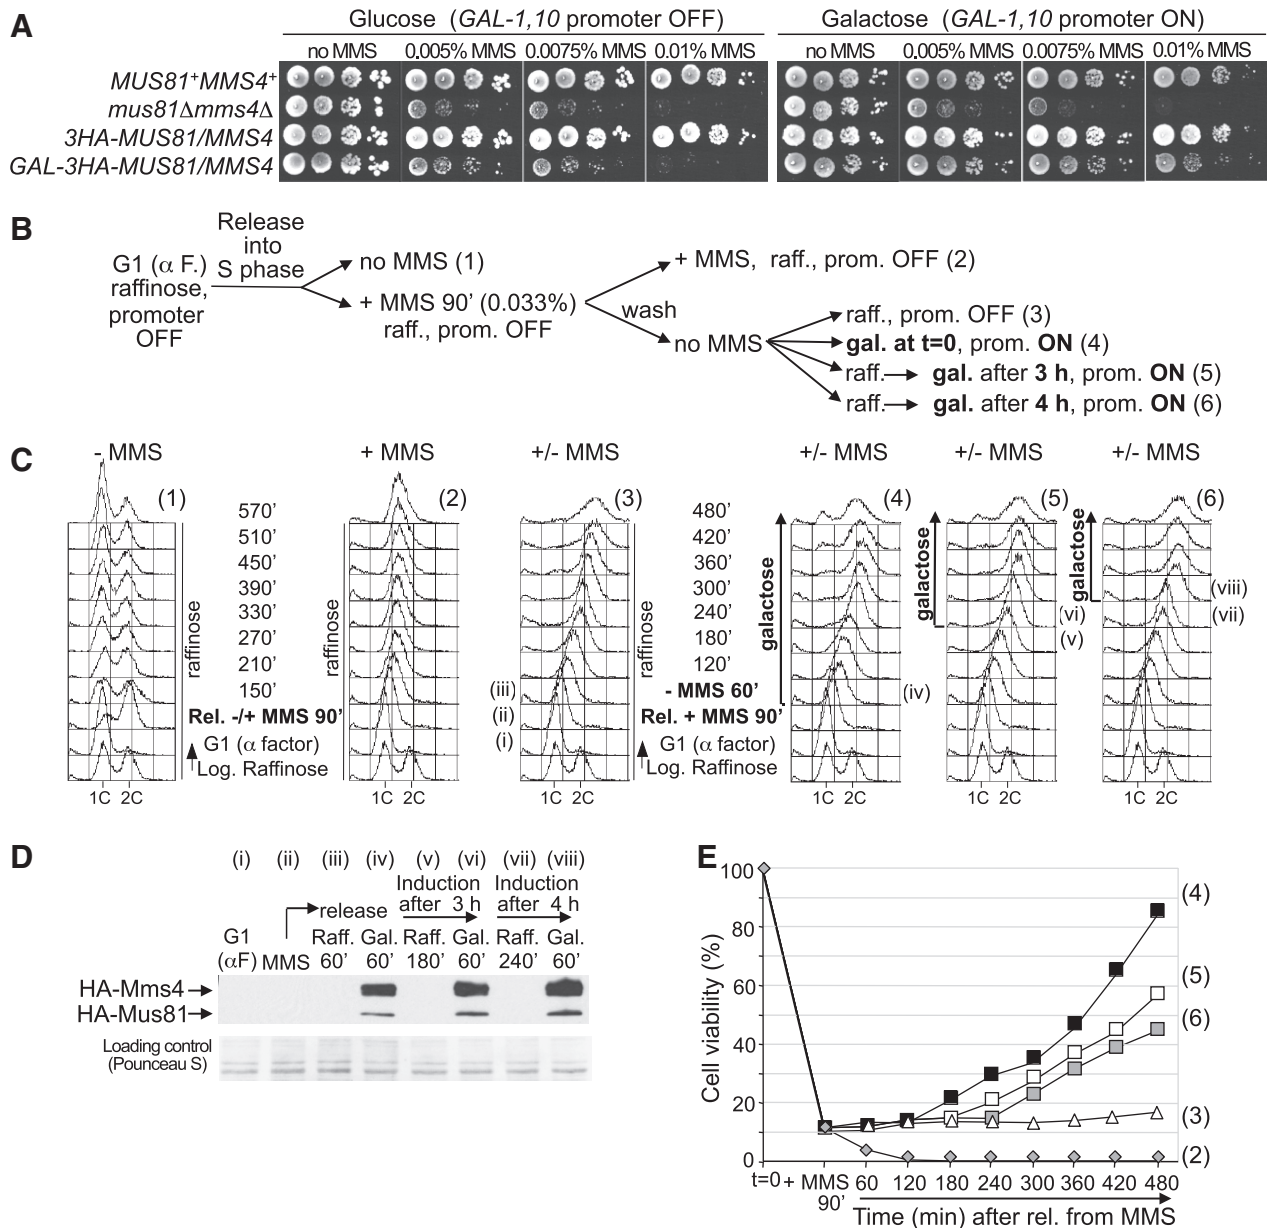 A
Glucose (GAL-1,10 promoter OFF)
Galactose (GAL-1,10 promoter ON)
no MMS 0.005% MMS 0.0075% MMS 0.01% MMS
no MMS 0.005% MMS 0.0075% MMS 0.01% MMS
MUS81⁺MMS4⁺
mus81Δmms4Δ
3HA-MUS81/MMS4
GAL-3HA-MUS81/MMS4
B
G1 (α F.)
raffinose,
promoter
OFF
Release
into
S phase
no MMS (1)
+ MMS 90' (0.033%)
raff., prom. OFF
wash
+ MMS, raff., prom. OFF (2)
no MMS
raff., prom. OFF (3)
gal. at t=0, prom. ON (4)
raff. → gal. after 3 h, prom. ON (5)
raff. → gal. after 4 h, prom. ON (6)
C
- MMS
+ MMS
+/- MMS
+/- MMS
+/- MMS
+/- MMS
(1)
(2)
(3)
(4)
(5)
(6)
raffinose
570'
510'
450'
390'
330'
270'
210'
150'
Rel. -/+ MMS 90'
G1 (α factor)
Log. Raffinose
raffinose
(iii)
(ii)
(i)
raffinose
480'
420'
360'
300'
240'
180'
120'
- MMS 60'
Rel. + MMS 90'
G1 (α factor)
Log. Raffinose
galactose
(iv)
galactose
(vi)
(v)
galactose
(viii)
(vii)
1C 2C
1C 2C
1C 2C
1C 2C
1C 2C
1C 2C
D
(i) (ii) (iii) (iv) (v) (vi) (vii) (viii)
Induction
after 3 h
Induction
after 4 h
release
G1
(αF)
MMS
Raff. Gal. Raff. Gal. Raff. Gal.
60' 60' 180' 60' 240' 60'
HA-Mms4
HA-Mus81
Loading control
(Pounceau S)
E
Cell viability (%)
100
80
60
40
20
0
(4)
(5)
(6)
(3)
(2)
t=0 + MMS 60 120 180 240 300 360 420 480
90'
Time (min) after rel. from MMS